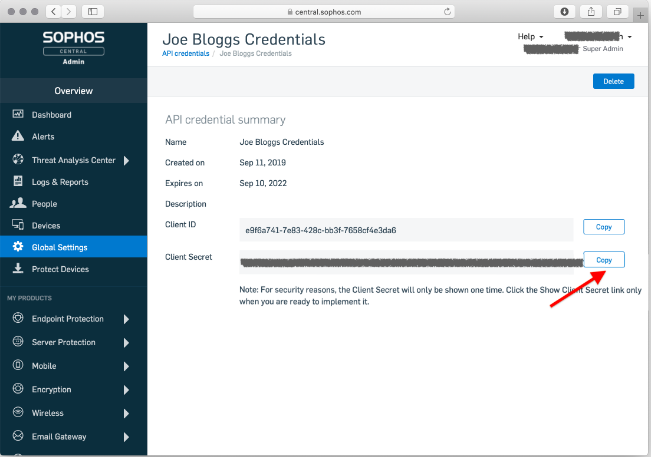 central.sophos.com
SOPHOS
CENTRAL
Admin
Overview
Dashboard
Alerts
Threat Analysis Center
Logs & Reports
People
Devices
Global Settings
Protect Devices
MY PRODUCTS
Endpoint Protection
Server Protection
Mobile
Encryption
Wireless
Email Gateway
Joe Bloggs Credentials
API credentials / Joe Bloggs Credentials
Help
Super Admin
Delete
API credential summary
Name Joe Bloggs Credentials
Created on Sep 11, 2019
Expires on Sep 10, 2022
Description
Client ID e9f6a741-7e83-428c-bb3f-7658cf4e3da6 Copy
Client Secret Copy
Note: For security reasons, the Client Secret will only be shown one time. Click the Show Client Secret link only
when you are ready to implement it.